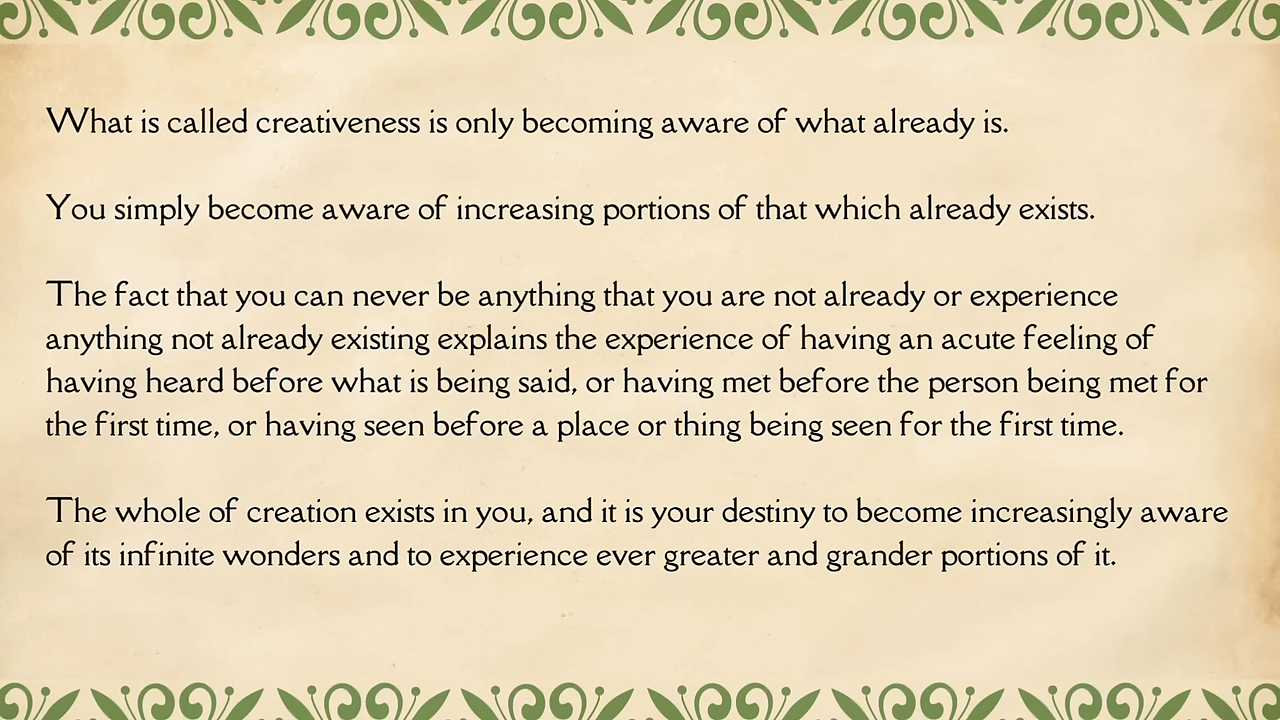 What is called creativeness is only becoming aware of what already is.
You simply become aware of increasing portions of that which already exists.
The fact that you can never be anything that you are not already or experience
anything not already existing explains the experience of having an acute feeling of
having heard before what is being said, or having met before the person being met for
the first time, or having seen before a place or thing being seen for the first time.
The whole of creation exists in you, and it is your destiny to become increasingly aware
of its infinite wonders and to experience ever greater and grander portions of it.